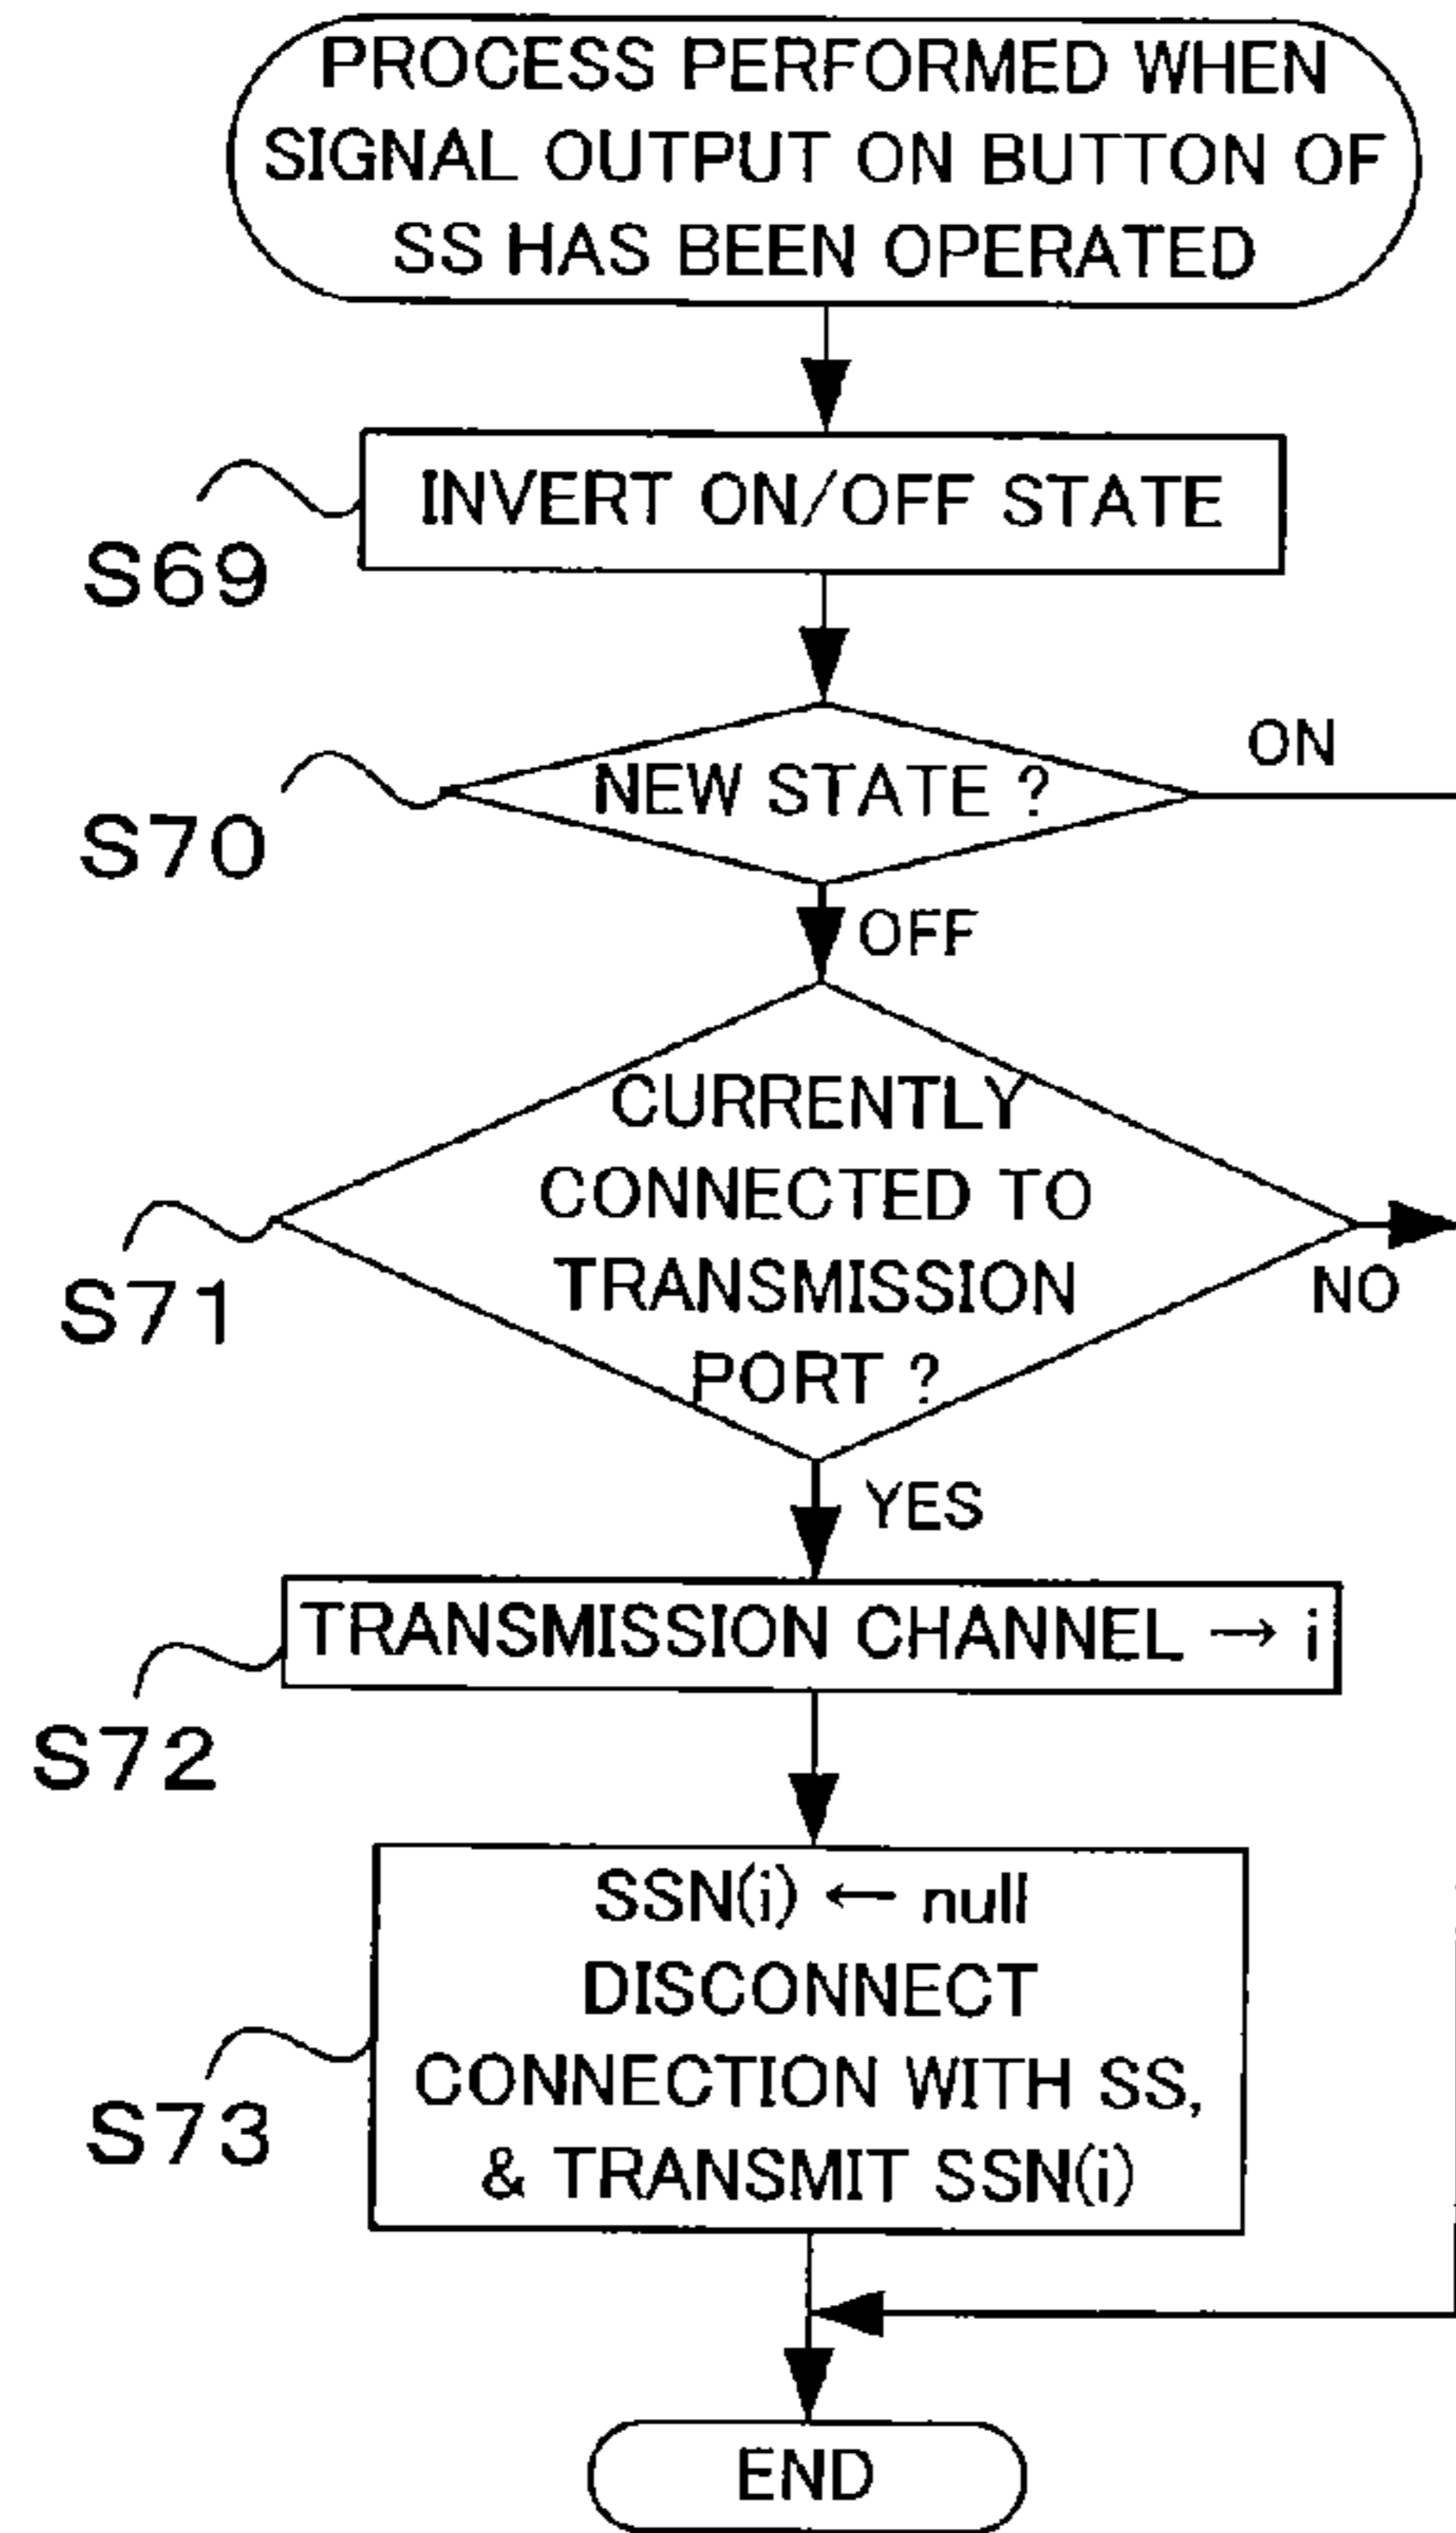 PROCESS PERFORMED WHEN
SIGNAL OUTPUT ON BUTTON OF
SS HAS BEEN OPERATED
INVERT ON/OFF STATE
S69
NEW STATE ?
ON
S70
OFF
CURRENTLY
CONNECTED TO
TRANSMISSION
PORT ?
NO
S71
YES
TRANSMISSION CHANNEL → i
S72
SSN(i) ← null
DISCONNECT
CONNECTION WITH SS,
& TRANSMIT SSN(i)
S73
END